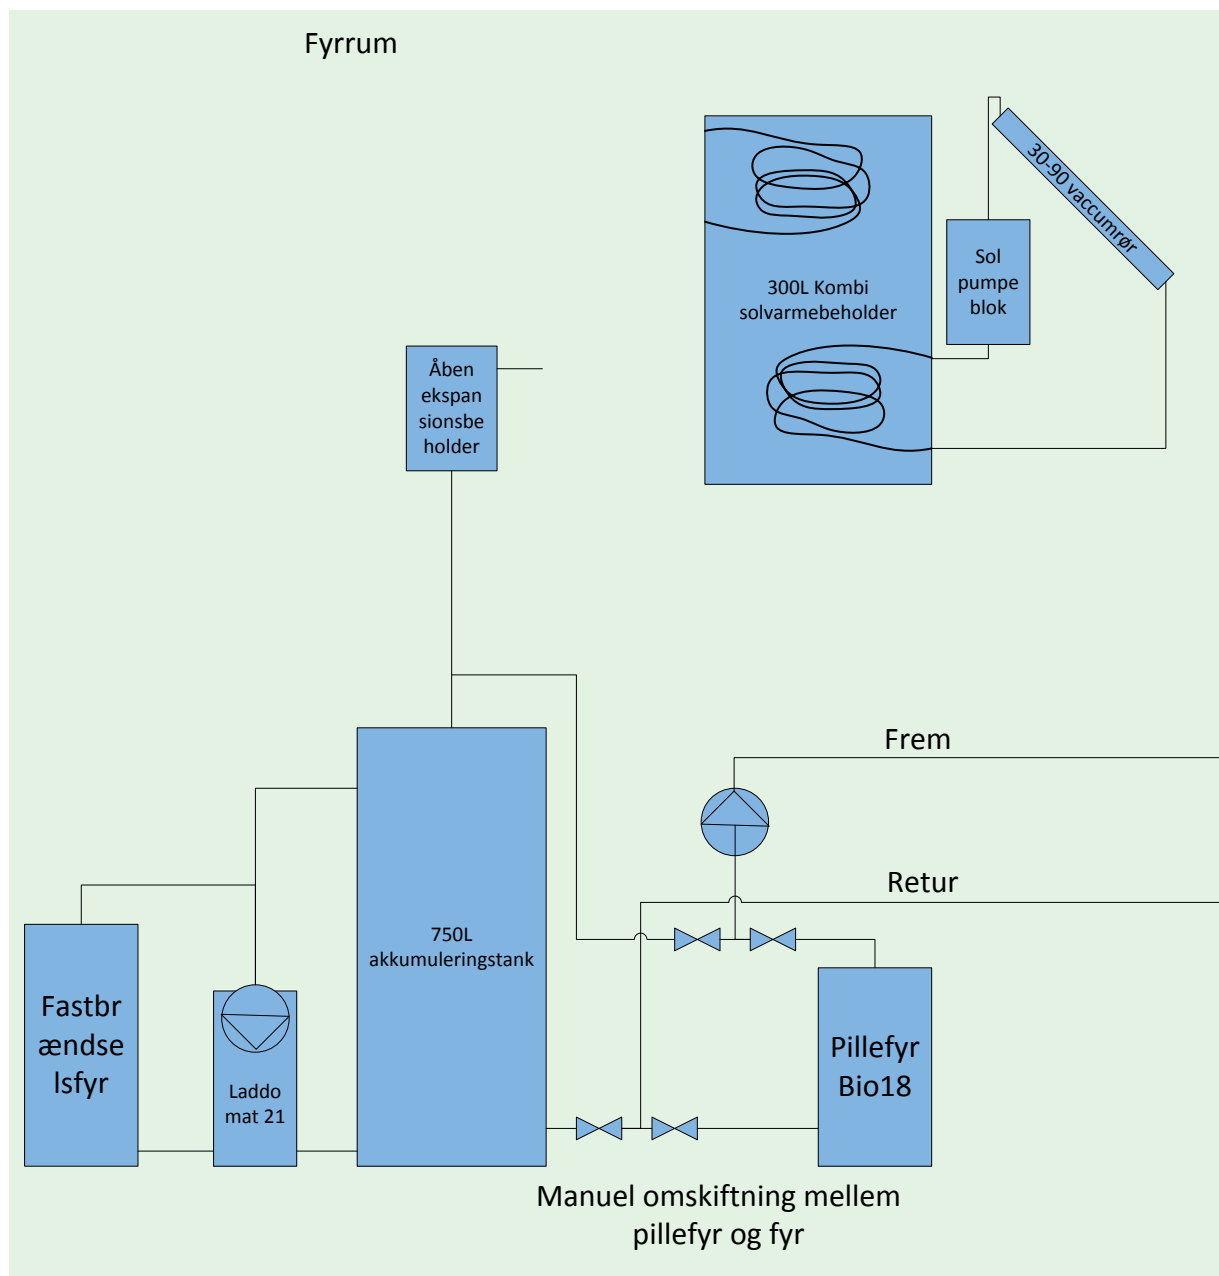 Fyrrum
30-90 vaccumrør
Sol
pumpe
blok
300L Kombi
solvarmebeholder
Åben
ekspan
sionsbe
holder
Frem
Retur
750L
akkumuleringstank
Fastbr
ændse
lsfyr
Laddo
mat 21
Pillefyr
Bio18
Manuel omskiftning mellem
pillefyr og fyr